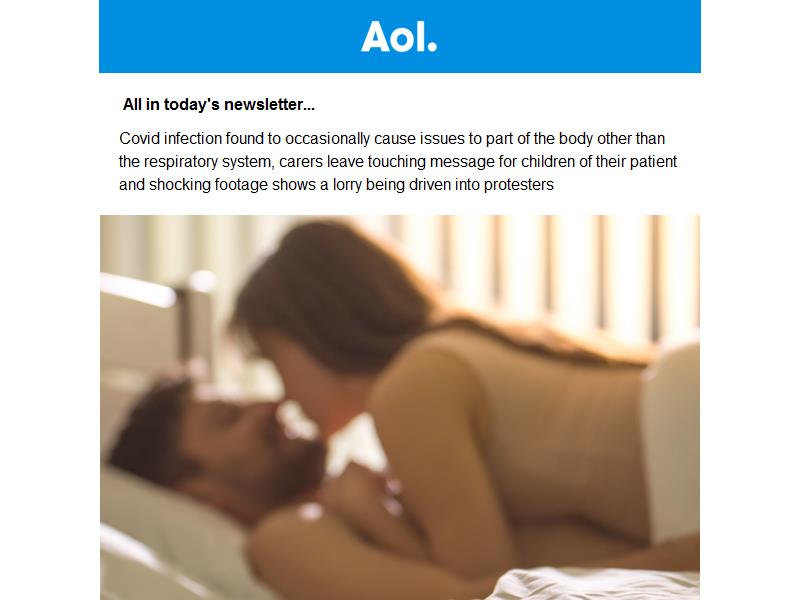 Aol.
All in today's newsletter...
Covid infection found to occasionally cause issues to part of the body other than
the respiratory system, carers leave touching message for children of their patient
and shocking footage shows a lorry being driven into protesters